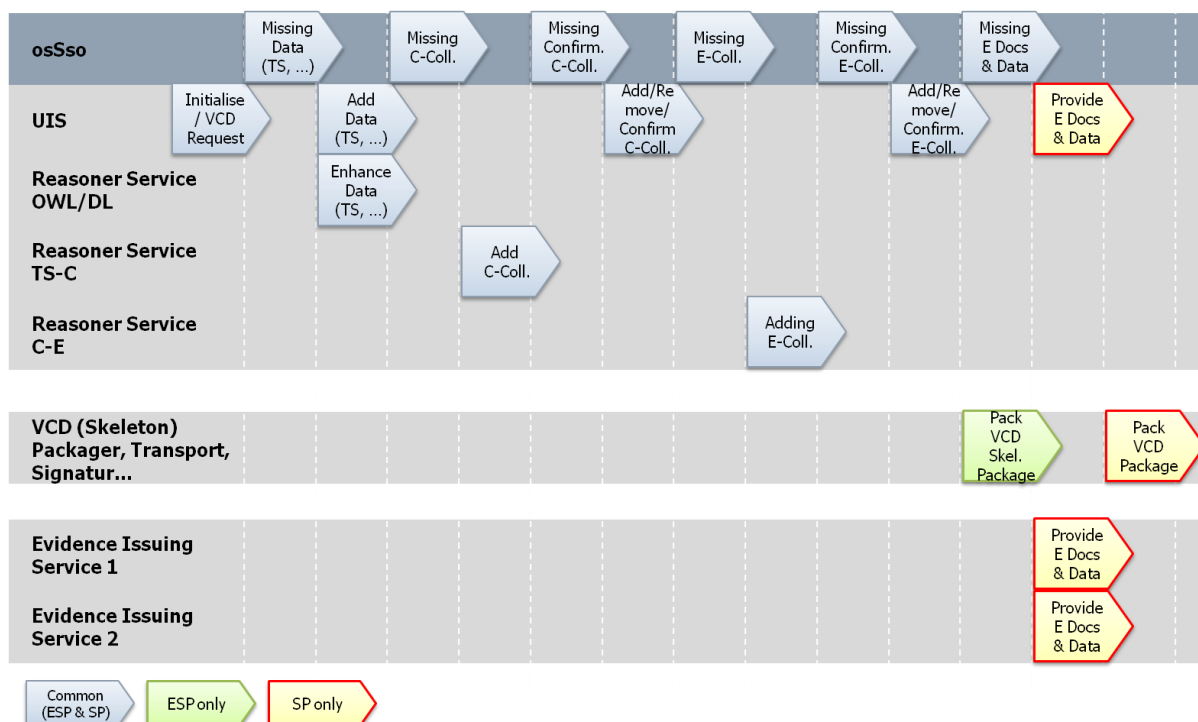 osSso
Missing
Data
(TS, ...)
Missing
C-Coll.
Missing
Confirm.
C-Coll.
Missing
E-Coll.
Missing
Confirm.
E-Coll.
Missing
E Docs
& Data
UIS
Initialise
/ VCD
Request
Add
Data
(TS, ...)
Add/Re
move/
Confirm
C-Coll.
Add/Re
move/
Confirm.
E-Coll.
Provide
E Docs
& Data
Reasoner Service
OWL/DL
Enhance
Data
(TS, ...)
Reasoner Service
TS-C
Add
C-Coll.
Reasoner Service
C-E
Adding
E-Coll.
VCD (Skeleton)
Packager, Transport,
Signatur...
Pack
VCD
Skel.
Package
Pack
VCD
Package
Evidence Issuing
Service 1
Provide
E Docs
& Data
Evidence Issuing
Service 2
Provide
E Docs
& Data
Common
(ESP & SP)
ESP only
SP only